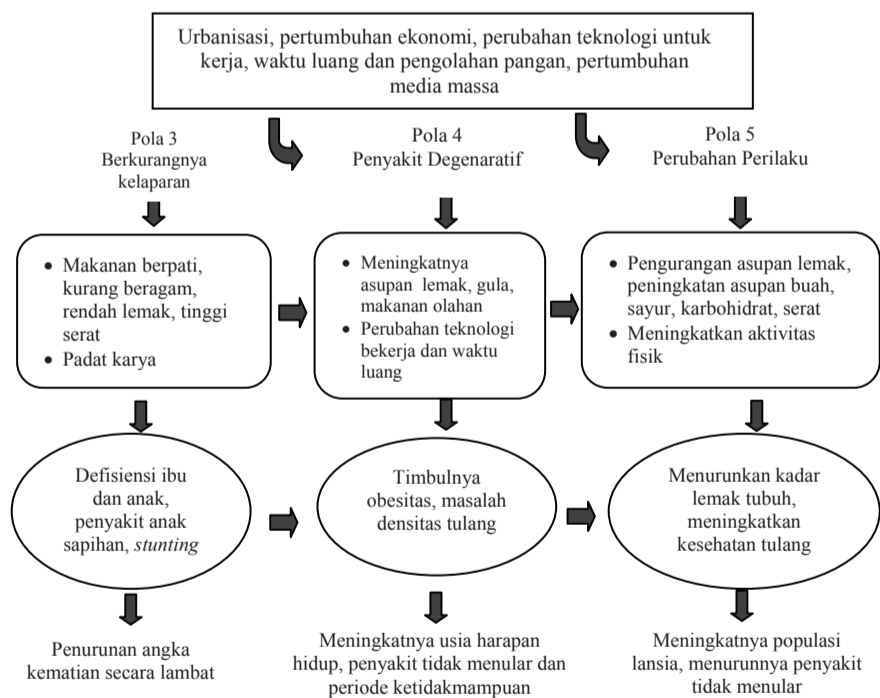 Urbanisasi, pertumbuhan ekonomi, perubahan teknologi untuk
kerja, waktu luang dan pengolahan pangan, pertumbuhan
media massa
Pola 3
Berkurangnya
kelaparan
Pola 4
Penyakit Degenaratif
Pola 5
Perubahan Perilaku
• Makanan berpati,
kurang beragam,
rendah lemak, tinggi
serat
• Padat karya
• Meningkatnya
asupan lemak, gula,
makanan olahan
• Perubahan teknologi
bekerja dan waktu
luang
• Pengurangan asupan lemak,
peningkatan asupan buah,
sayur, karbohidrat, serat
• Meningkatkan aktivitas
fisik
Defisiensi ibu
dan anak,
penyakit anak
sapihan, stunting
Timbulnya
obesitas, masalah
densitas tulang
Menurunkan kadar
lemak tubuh,
meningkatkan
kesehatan tulang
Penurunan angka
kematian secara lambat
Meningkatnya usia harapan
hidup, penyakit tidak menular dan
periode ketidakmampuan
Meningkatnya populasi
lansia, menurunnya penyakit
tidak menular